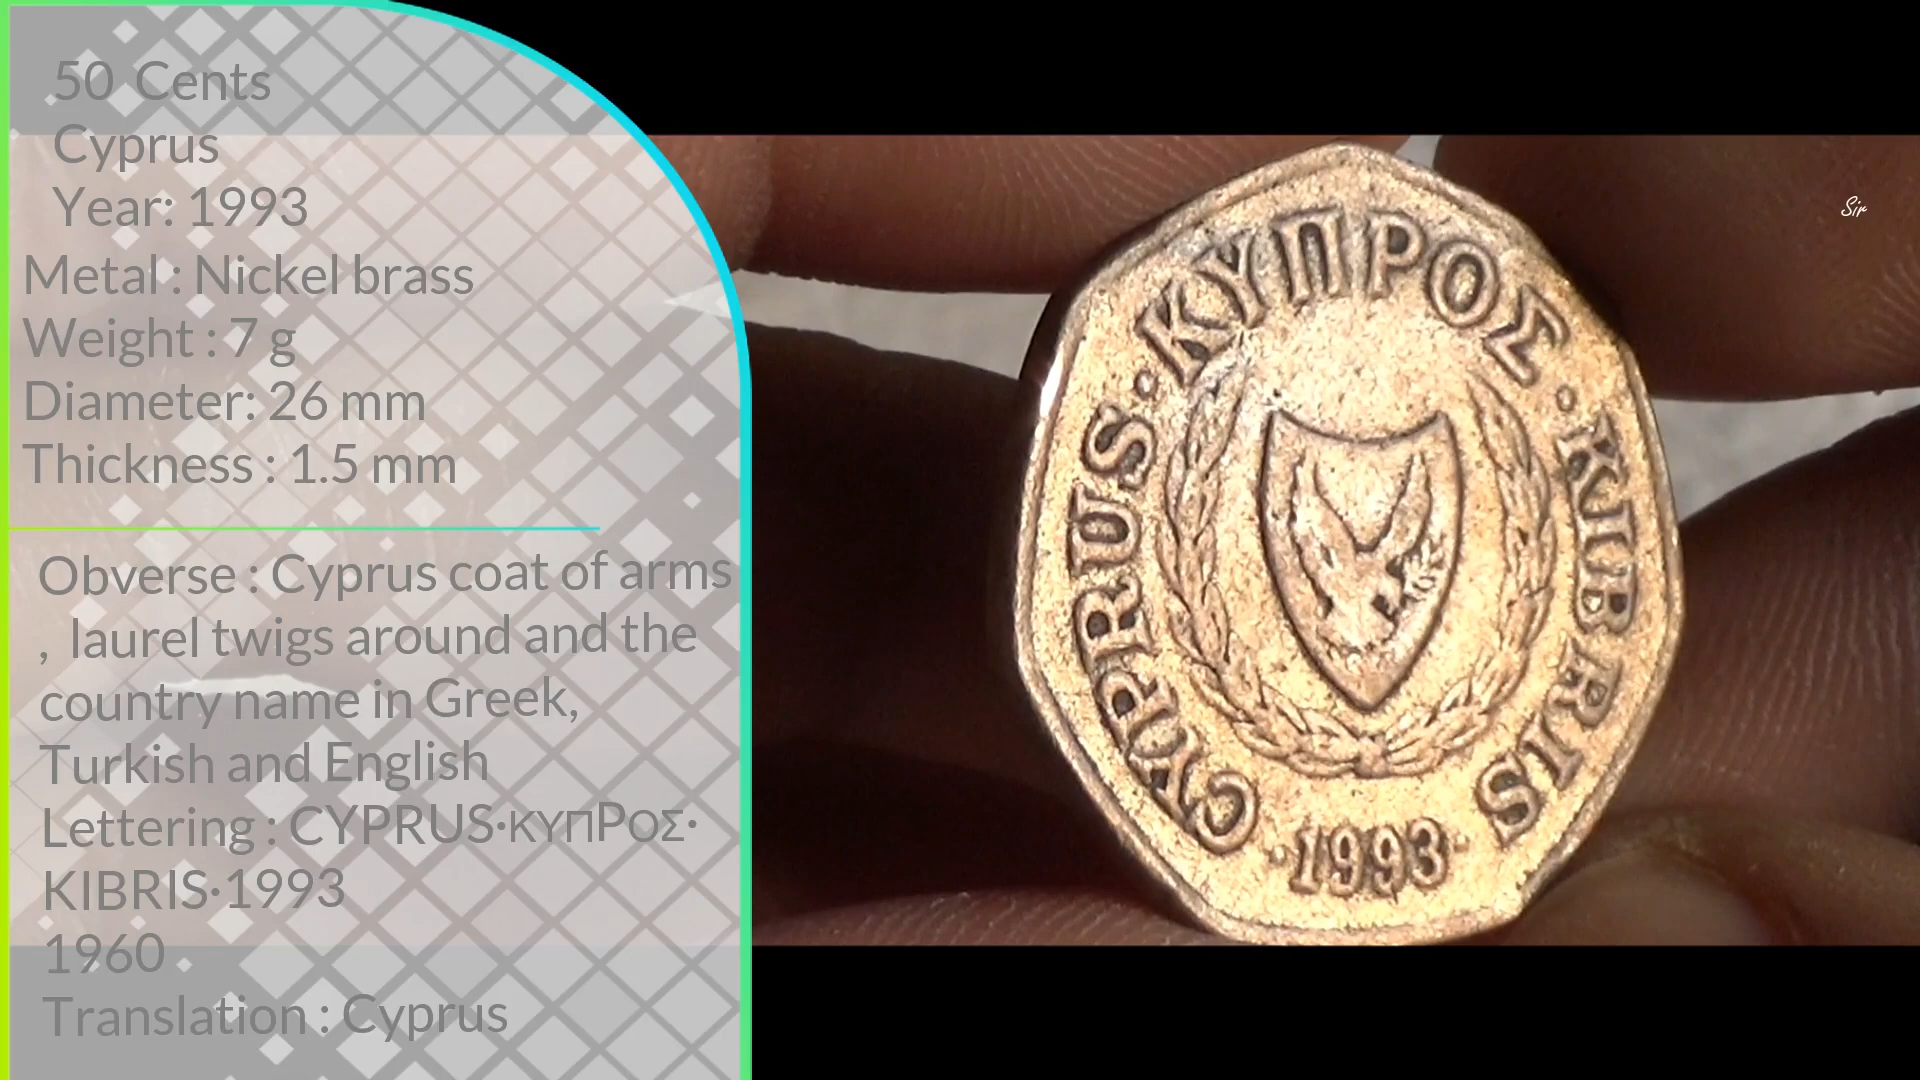 50 Cents
Cyprus
Year: 1993
Metal : Nickel brass
Weight : 7 g
Diameter: 26 mm
Thickness : 1.5 mm
Obverse : Cyprus coat of arms
, laurel twigs around and the
country name in Greek,
Turkish and English
Lettering : CYPRUS·ΚΥΠΡΟΣ·
KIBRIS·1993
1960
Translation : Cyprus
CYPRUS·ΚΥΠΡΟΣ·KIBRIS
·1993·
Sir